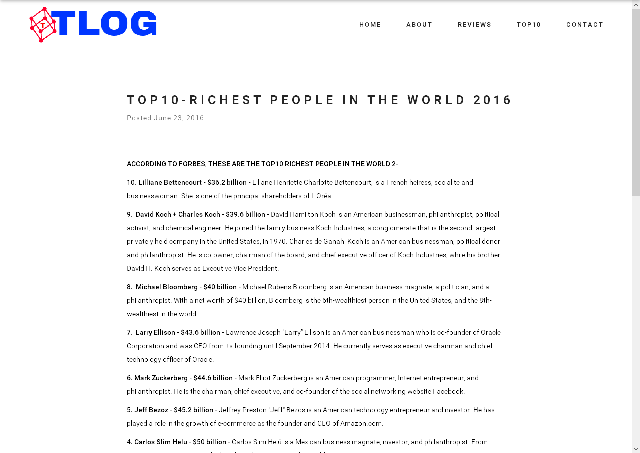 TLOG
HOME ABOUT REVIEWS TOP10 CONTACT
TOP10-RICHEST PEOPLE IN THE WORLD 2016
Posted June 23, 2016
ACCORDING TO FORBES, THESE ARE THE TOP10 RICHEST PEOPLE IN THE WORLD 2-
10. Lilliane Bettencourt - $36.2 billion - Liliane Henriette Charlotte Bettencourt is a French heiress, socialite and
businesswoman. She is one of the principal shareholders of L'Oréal
9. David Koch + Charles Koch - $39.6 billion - David Hamilton Koch is an American businessman, philanthropist, political
activist, and chemical engineer. He joined the family business Koch Industries, a conglomerate that is the second largest
privately held company in the United States, in 1970. Charles de Ganahl Koch is an American businessman, political donor
and philanthropist. He is co-owner, chairman of the board, and chief executive officer of Koch Industries, while his brother
David H. Koch serves as Executive Vice President.
8. Michael Bloomberg - $40 billion - Michael Rubens Bloomberg is an American business magnate, a politician, and a
philanthropist. With a net worth of $40 billion, Bloomberg is the 6th-wealthiest person in the United States, and the 8th-
wealthiest in the world
7. Larry Ellison - $43.6 billion - Lawrence Joseph "Larry" Ellison is an American businessman who is co-founder of Oracle
Corporation and was CEO from its founding until September 2014. He currently serves as executive chairman and chief
technology officer of Oracle.
6. Mark Zuckerberg - $44.6 billion - Mark Elliot Zuckerberg is an American programmer, Internet entrepreneur, and
philanthropist. He is the chairman, chief executive, and co-founder of the social networking website Facebook.
5. Jeff Bezoz - $45.2 billion - Jeffrey Preston "Jeff" Bezos is an American technology entrepreneur and investor. He has
played a role in the growth of e-commerce as the founder and CEO of Amazon.com.
4. Carlos Slim Helu - $50 billion - Carlos Slim Helú is a Mexican business magnate, investor, and philanthropist. From